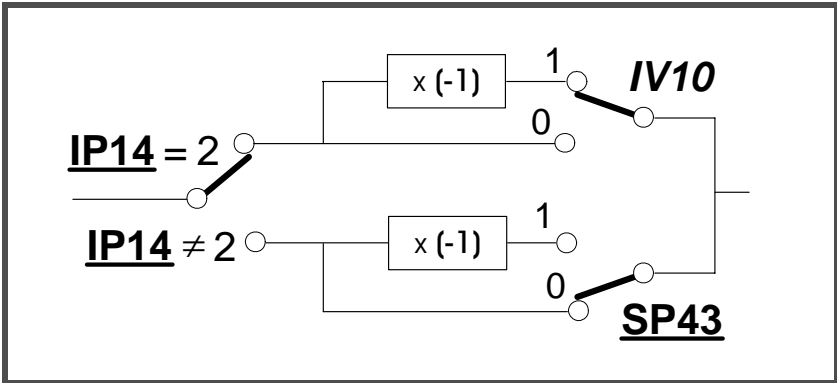 1
x (-1)
IV10
0
IP14 = 2
IP14 ≠ 2
x (-1)
1
0
SP43